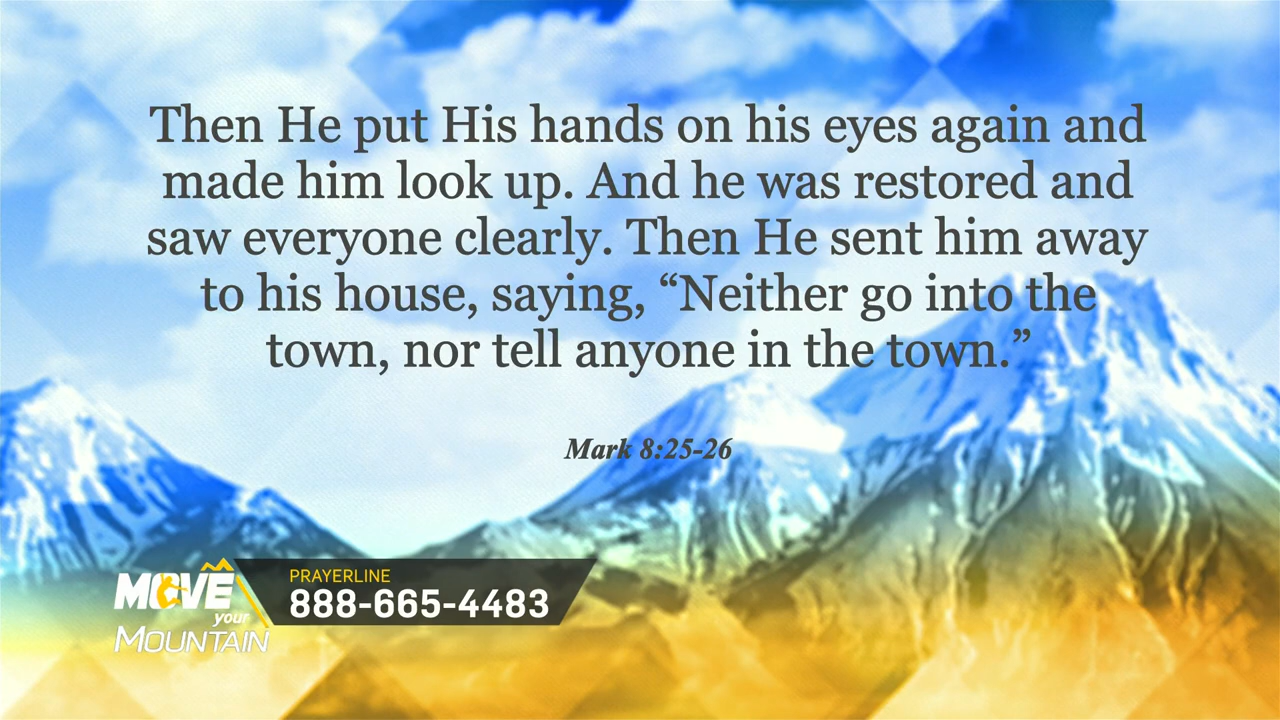 Then He put His hands on his eyes again and
made him look up. And he was restored and
saw everyone clearly. Then He sent him away
to his house, saying, “Neither go into the
town, nor tell anyone in the town.”
Mark 8:25-26
MOVE
your
MOUNTAIN
PRAYERLINE
888-665-4483